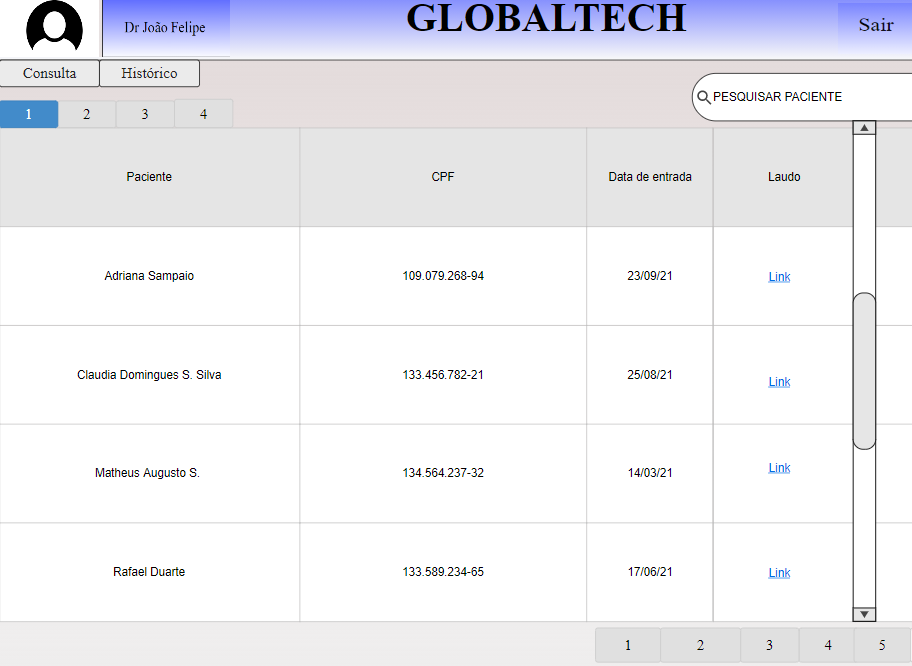 Dr João Felipe
GLOBALTECH
Sair
Consulta
Histórico
PESQUISAR PACIENTE
1 2 3 4
Paciente CPF Data de entrada Laudo
Adriana Sampaio 109.079.268-94 23/09/21 Link
Claudia Domingues S. Silva 133.456.782-21 25/08/21 Link
Matheus Augusto S. 134.564.237-32 14/03/21 Link
Rafael Duarte 133.589.234-65 17/06/21 Link
1 2 3 4 5